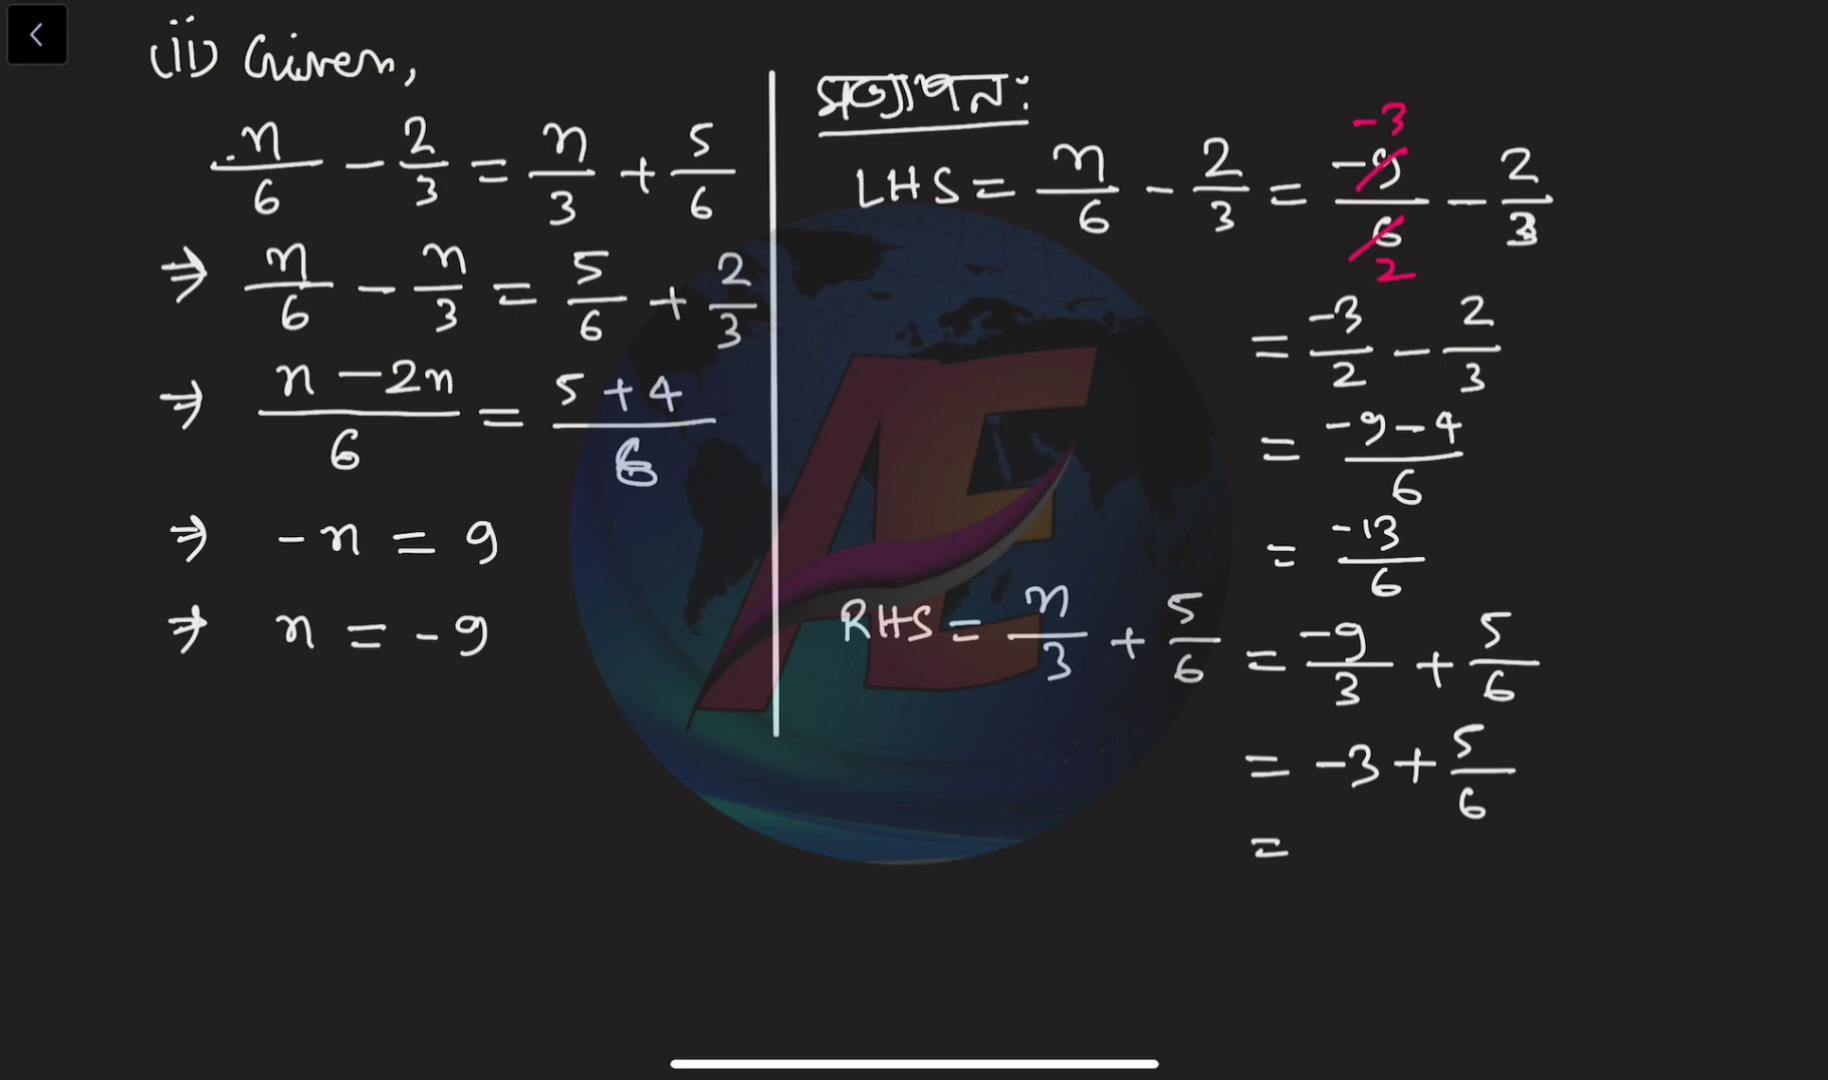 (ii) Given,
n/6 - 2/3 = n/3 + 5/6
⇒ n/6 - n/3 = 5/6 + 2/3
⇒ (n - 2n)/6 = (5 + 4)/6
⇒ -n = 9
⇒ n = -9
সত্যাপন:
LHS = n/6 - 2/3 = -9/6 - 2/3
-3
2
= -3/2 - 2/3
= (-9-4)/6
= -13/6
RHS = n/3 + 5/6 = -9/3 + 5/6
= -3 + 5/6
=
AE